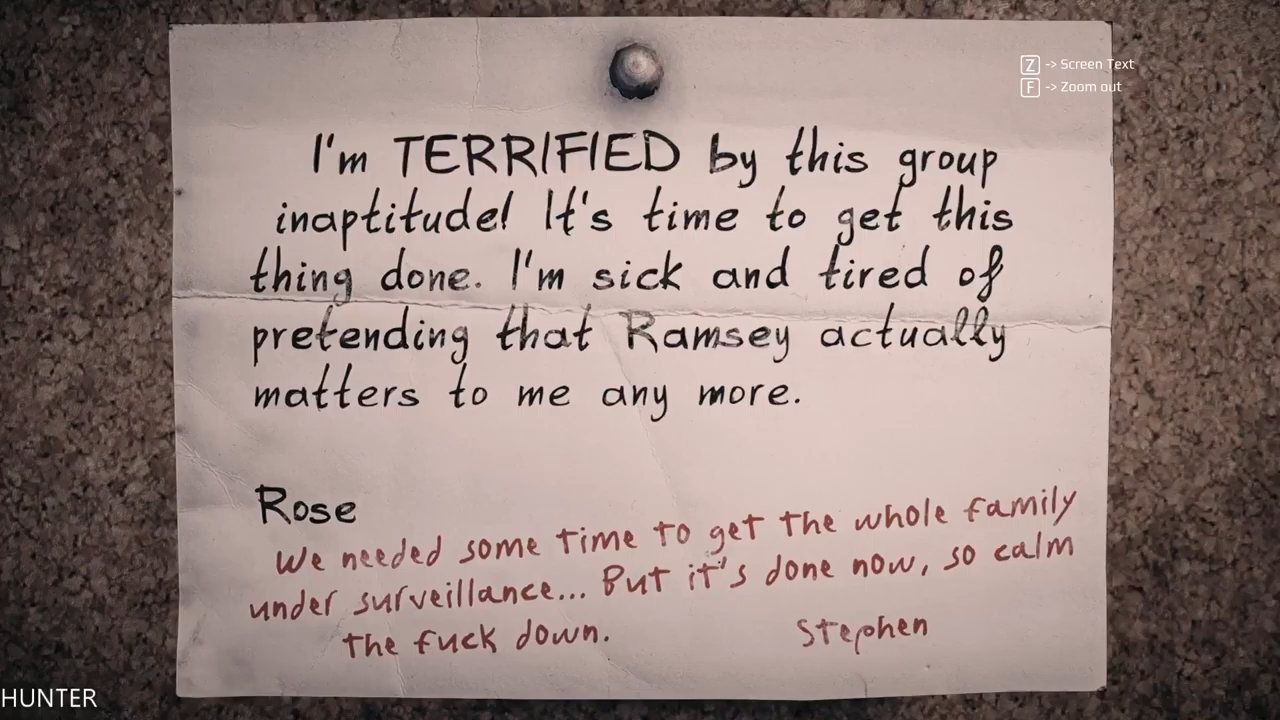 Z -> Screen Text
F -> Zoom out
I'm TERRIFIED by this group
inaptitude! It's time to get this
thing done. I'm sick and tired of
pretending that Ramsey actually
matters to me any more.
Rose
We needed some time to get the whole family
under surveillance... But it's done now, so calm
the fuck down.
Stephen
HUNTER